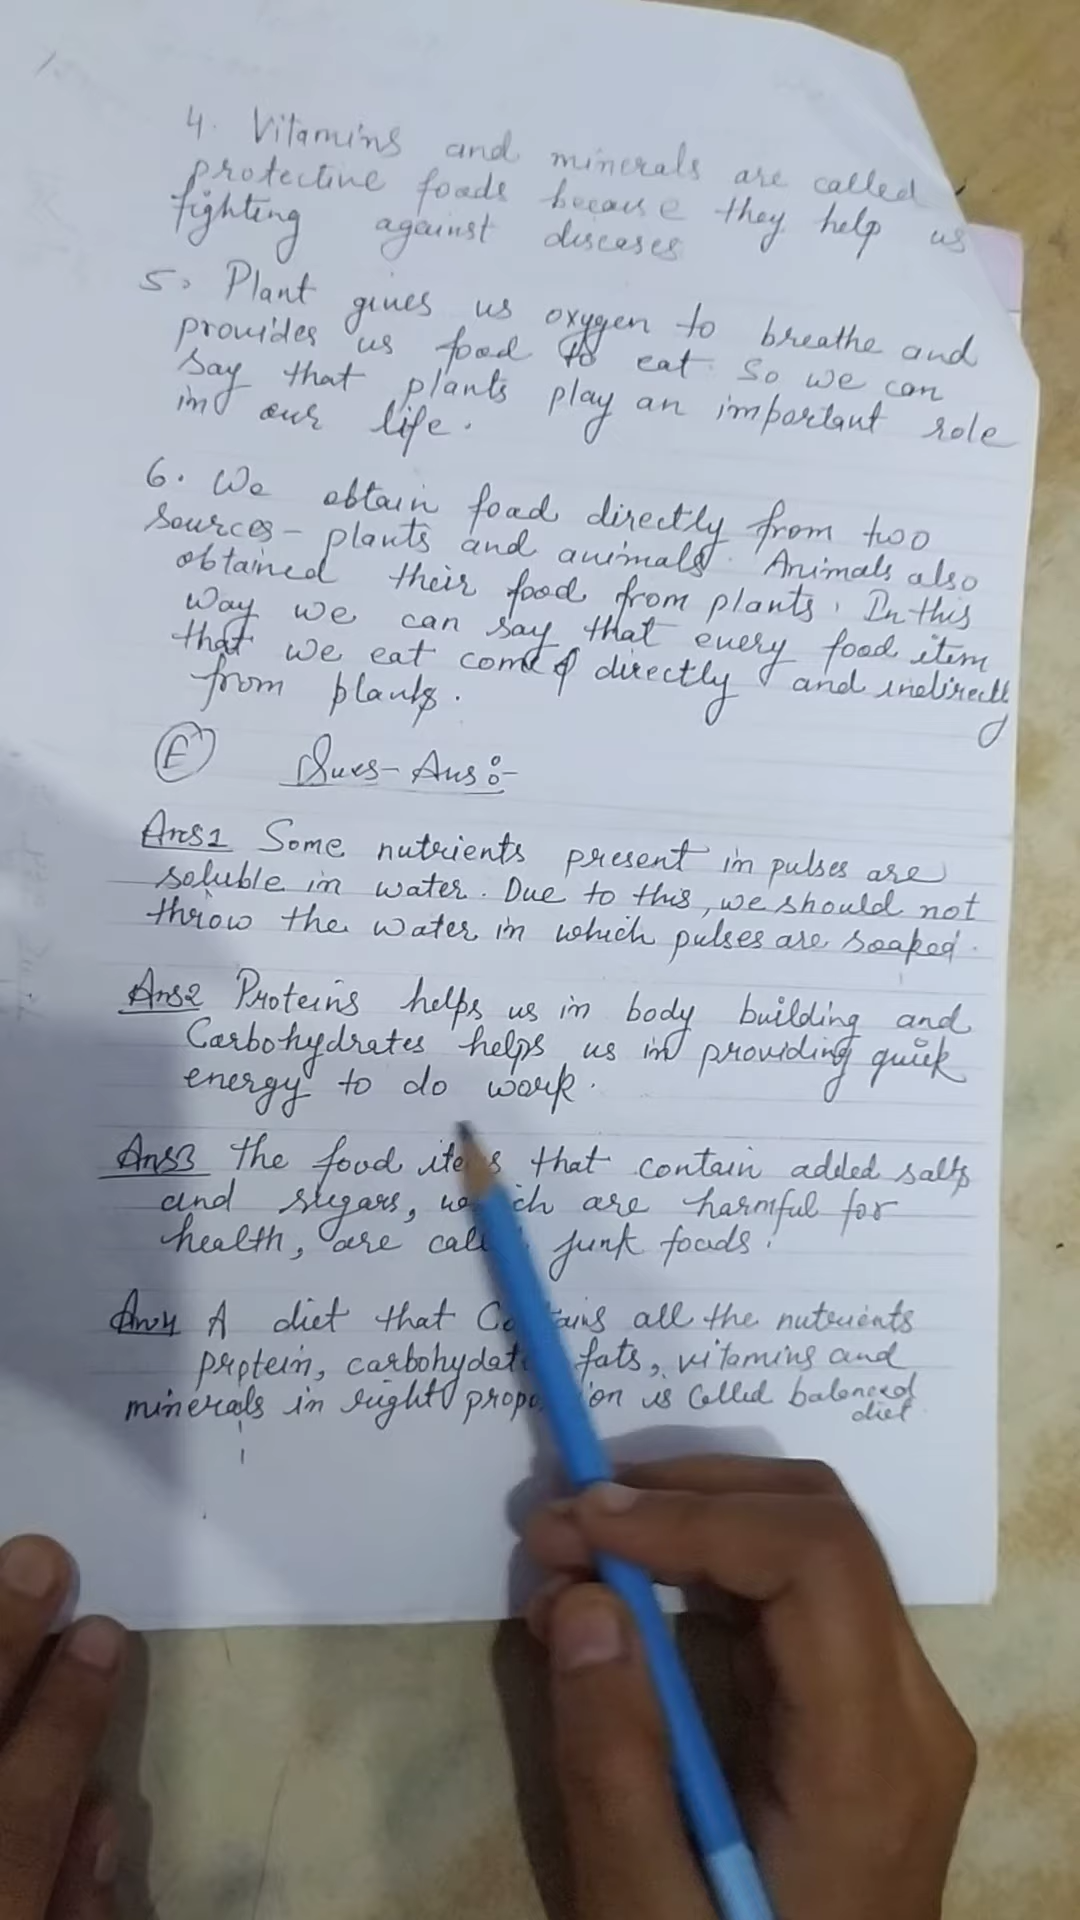 4. Vitamins and minerals are called
protective foods because they help us
fighting against diseases
5. Plant gives us oxygen to breathe and
provides us food to eat. So we can
say that plants play an important role
in our life.
6. We obtain food directly from two
sources - plants and animals. Animals also
obtained their food from plants. In this
way we can say that every food item
that we eat come directly and indirectly
from plants.
E Ques-Ans:-
Ans1 Some nutrients present in pulses are
soluble in water. Due to this, we should not
throw the water in which pulses are soaked.
Ans2 Proteins helps us in body building and
Carbohydrates helps us in providing quick
energy to do work.
Ans3 The food that contain added salts
and sugars, which are harmful for
health, are junk foods.
Ans4 A diet that Contains all the nutrients
protein, fats, vitamins and
minerals in right is called balanced
diet